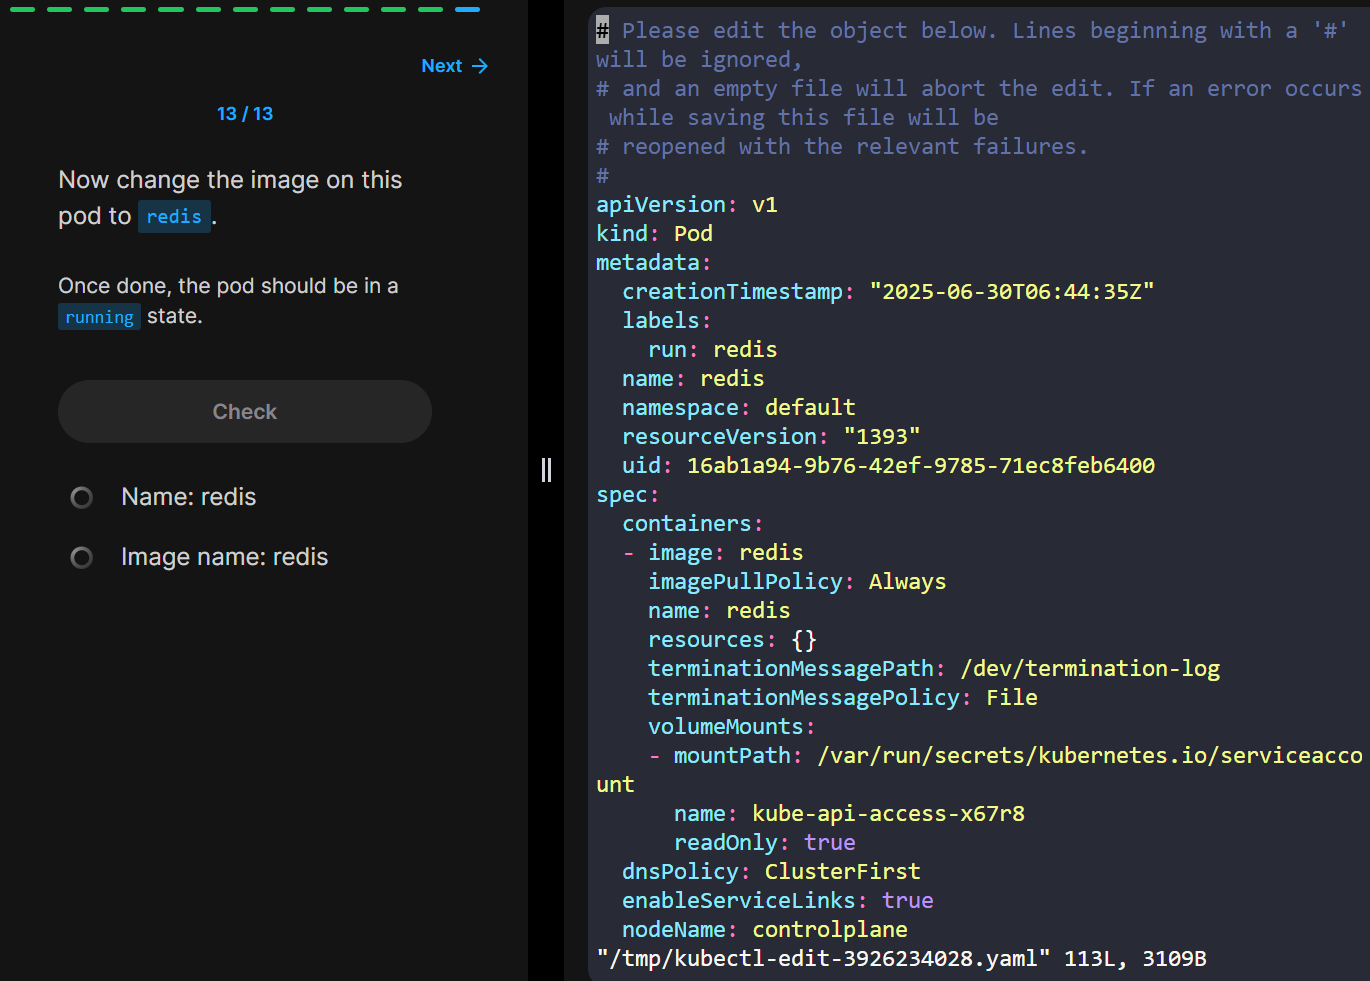 Next →
13 / 13
Now change the image on this
pod to redis.
Once done, the pod should be in a
running state.
Check
Name: redis
Image name: redis
# Please edit the object below. Lines beginning with a '#'
will be ignored,
# and an empty file will abort the edit. If an error occurs
 while saving this file will be
# reopened with the relevant failures.
#
apiVersion: v1
kind: Pod
metadata:
  creationTimestamp: "2025-06-30T06:44:35Z"
  labels:
    run: redis
  name: redis
  namespace: default
  resourceVersion: "1393"
  uid: 16ab1a94-9b76-42ef-9785-71ec8feb6400
spec:
  containers:
  - image: redis
    imagePullPolicy: Always
    name: redis
    resources: {}
    terminationMessagePath: /dev/termination-log
    terminationMessagePolicy: File
    volumeMounts:
    - mountPath: /var/run/secrets/kubernetes.io/serviceacco
unt
      name: kube-api-access-x67r8
      readOnly: true
  dnsPolicy: ClusterFirst
  enableServiceLinks: true
  nodeName: controlplane
"/tmp/kubectl-edit-3926234028.yaml" 113L, 3109B